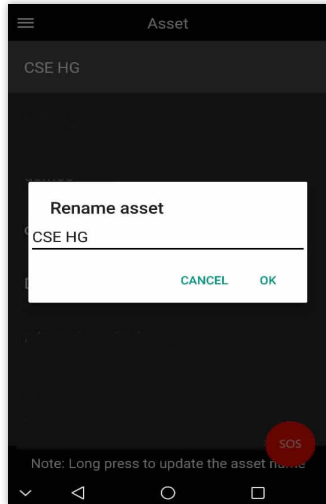 Asset
CSE HG
Rename asset
CSE HG
CANCEL OK
SOS
Note: Long press to update the asset name